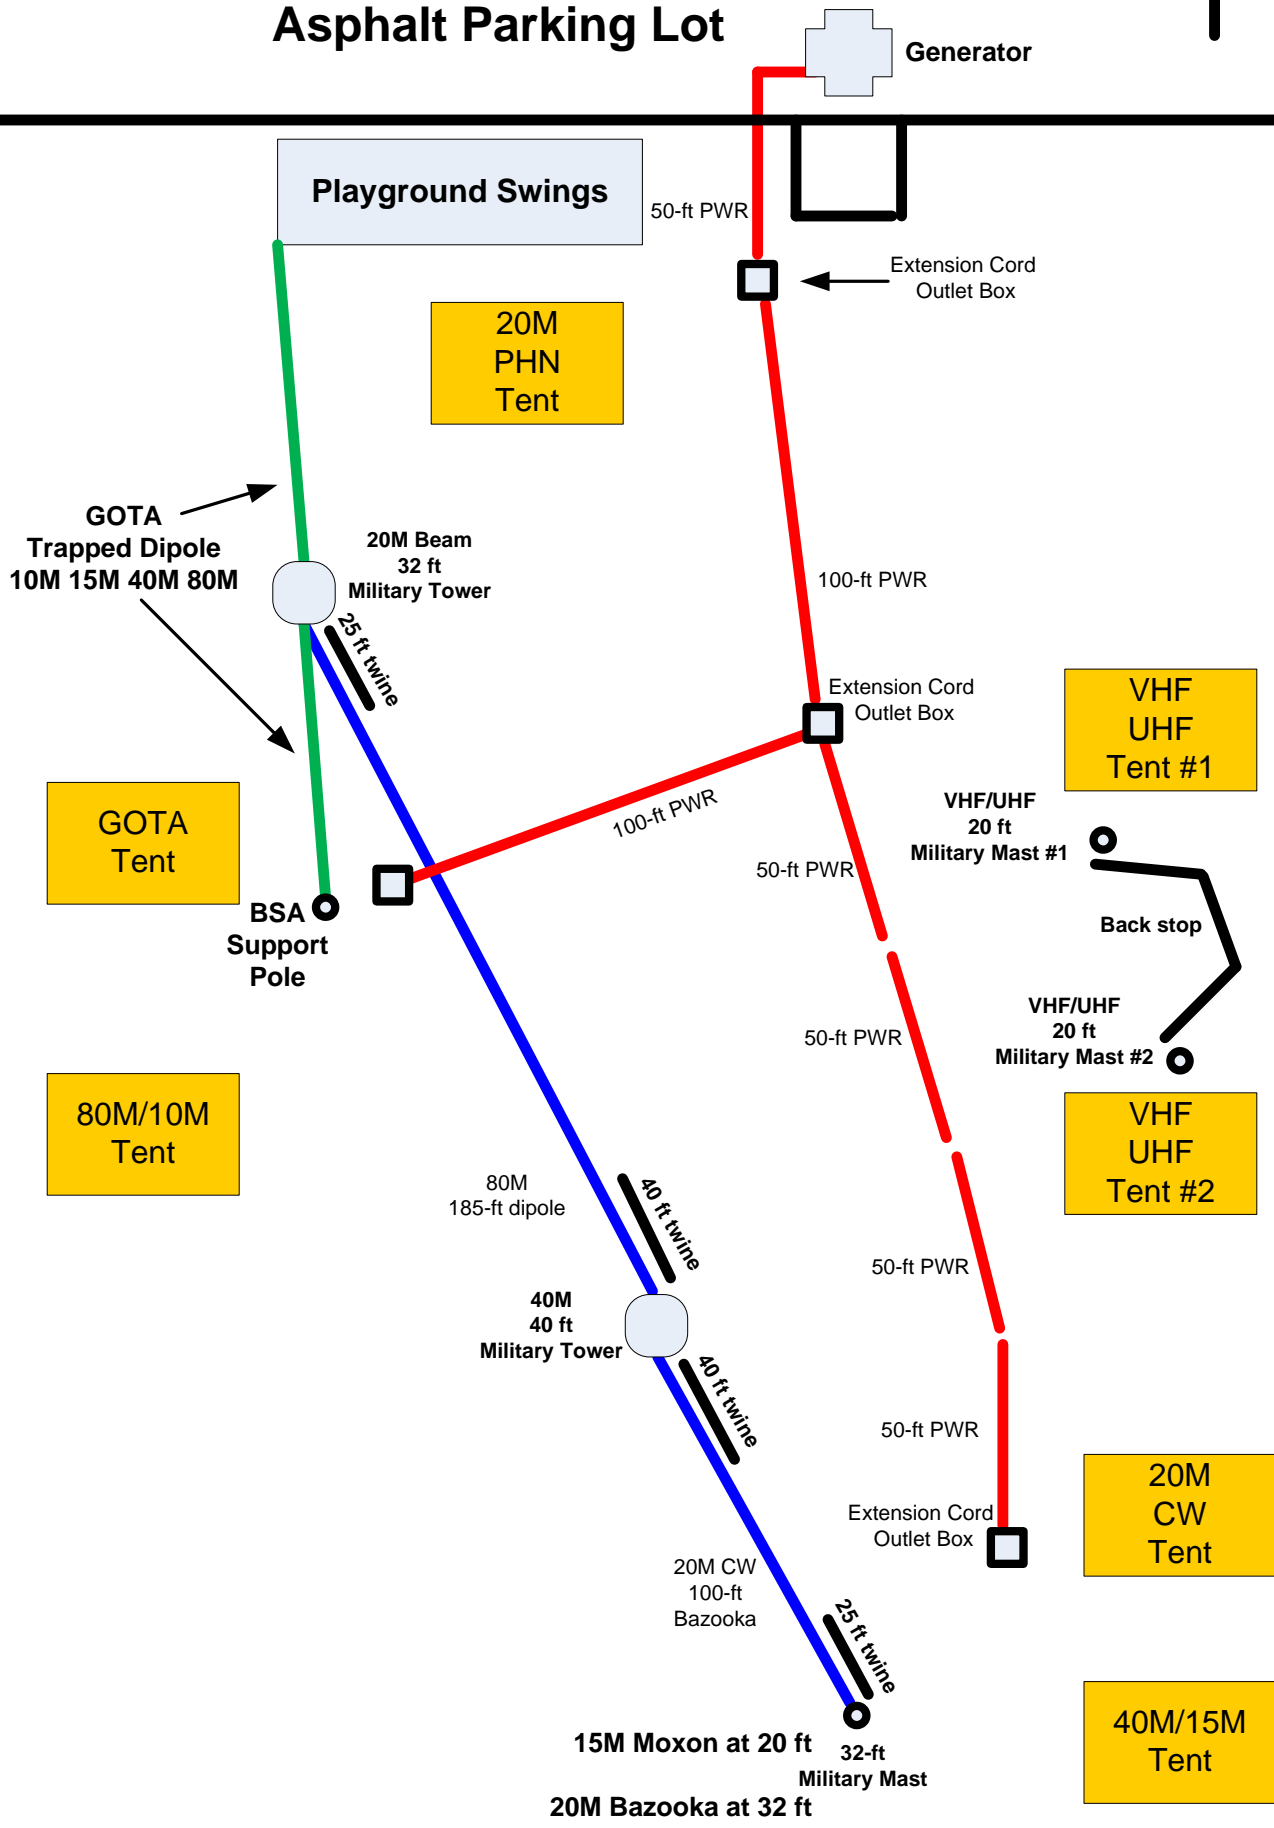 Asphalt Parking Lot
Generator
Playground Swings
50-ft PWR
Extension Cord
Outlet Box
20M
PHN
Tent
GOTA
Trapped Dipole
10M 15M 40M 80M
20M Beam
32 ft
Military Tower
25 ft twine
100-ft PWR
Extension Cord
Outlet Box
VHF
UHF
Tent #1
100-ft PWR
GOTA
Tent
VHF/UHF
20 ft
Military Mast #1
50-ft PWR
BSA
Support
Pole
Back stop
50-ft PWR
VHF/UHF
20 ft
Military Mast #2
80M/10M
Tent
VHF
UHF
Tent #2
80M
185-ft dipole
40 ft twine
50-ft PWR
40M
40 ft
Military Tower
40 ft twine
50-ft PWR
20M
CW
Tent
Extension Cord
Outlet Box
20M CW
100-ft
Bazooka
25 ft twine
40M/15M
Tent
15M Moxon at 20 ft
32-ft
Military Mast
20M Bazooka at 32 ft